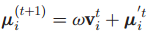 μ_i^{(t+1)} = ωv_i^t + μ_i^{'t}